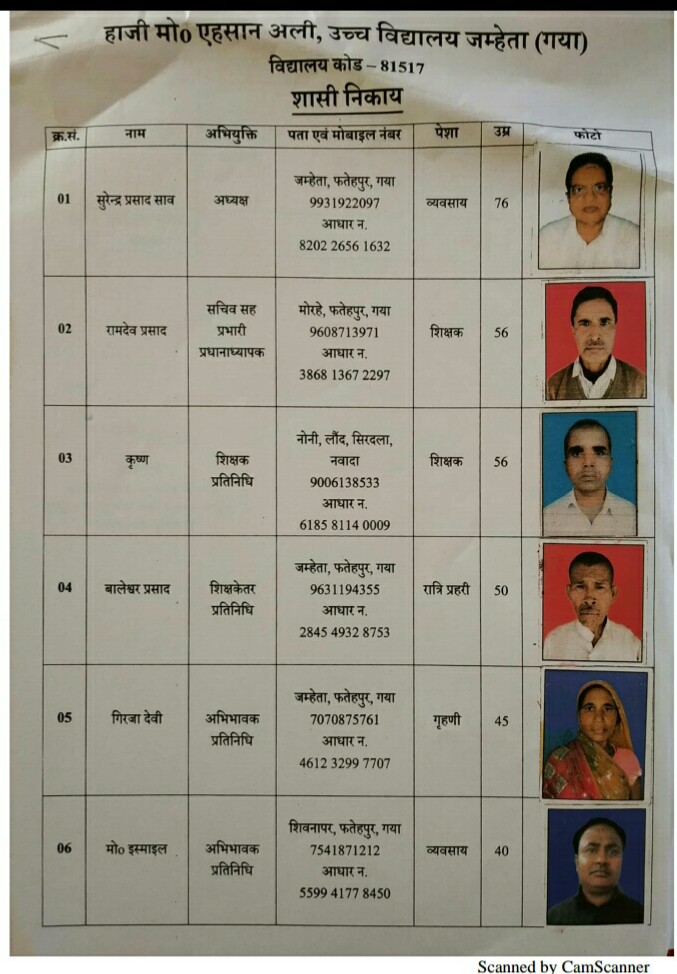 हाजी मो0 एहसान अली, उच्च विद्यालय जम्हेता (गया)
विद्यालय कोड – 81517
शासी निकाय
क्र.सं. नाम अभियुक्ति पता एवं मोबाइल नंबर पेशा उम्र फोटो
01 सुरेन्द्र प्रसाद साव अध्यक्ष जम्हेता, फतेहपुर, गया व्यवसाय 76
9931922097
आधार न.
8202 2656 1632
02 रामदेव प्रसाद सचिव सह मोरहे, फतेहपुर, गया शिक्षक 56
प्रभारी 9608713971
प्रधानाध्यापक आधार न.
3868 1367 2297
03 कृष्ण शिक्षक नोनी, लौंद, सिरदला, शिक्षक 56
प्रतिनिधि नवादा
9006138533
आधार न.
6185 8114 0009
04 बालेश्वर प्रसाद शिक्षकेतर जम्हेता, फतेहपुर, गया रात्रि प्रहरी 50
प्रतिनिधि 9631194355
आधार न.
2845 4932 8753
05 गिरजा देवी अभिभावक जम्हेता, फतेहपुर, गया गृहणी 45
प्रतिनिधि 7070875761
आधार न.
4612 3299 7707
06 मो0 इस्माइल अभिभावक शिवनापर, फतेहपुर, गया व्यवसाय 40
प्रतिनिधि 7541871212
आधार न.
5599 4177 8450
Scanned by CamScanner